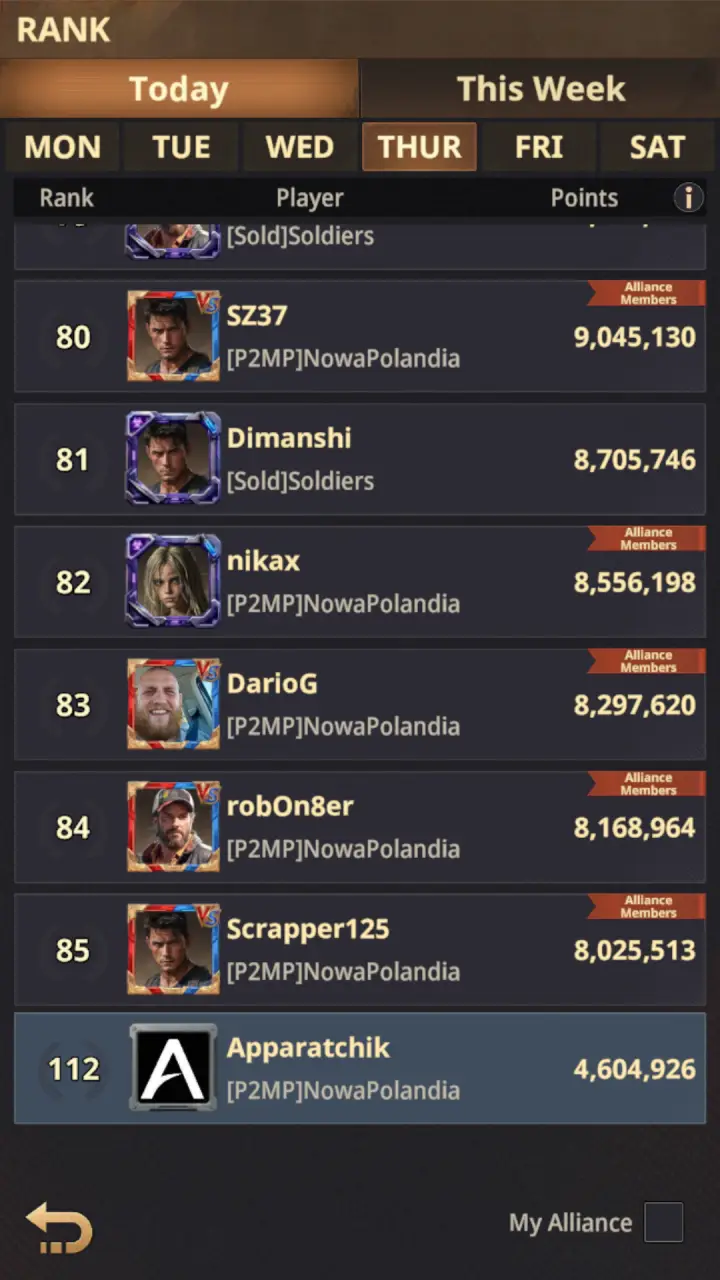 RANK
Today
This Week
MON TUE WED THUR FRI SAT
Rank Player Points i
[Sold]Soldiers
Alliance
Members
80
SZ37
[P2MP]NowaPolandia
9,045,130
81
Dimanshi
[Sold]Soldiers
8,705,746
Alliance
Members
82
nikax
[P2MP]NowaPolandia
8,556,198
Alliance
Members
83
DarioG
[P2MP]NowaPolandia
8,297,620
Alliance
Members
84
robOn8er
[P2MP]NowaPolandia
8,168,964
Alliance
Members
85
Scrapper125
[P2MP]NowaPolandia
8,025,513
112
Apparatchik
[P2MP]NowaPolandia
4,604,926
My Alliance